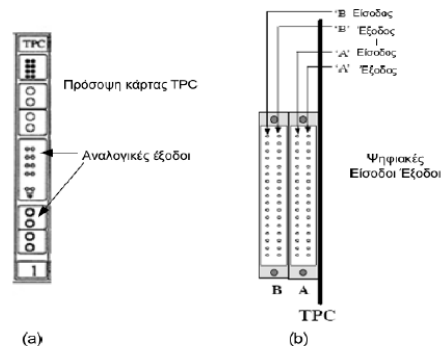 TPC
Πρόσοψη κάρτας TPC
Αναλογικές έξοδοι
1
(a)
'B' Είσοδος
'B' Έξοδος
'A' Είσοδος
'A' Έξοδος
Ψηφιακές
Είσοδοι Έξοδοι
B A
TPC
(b)